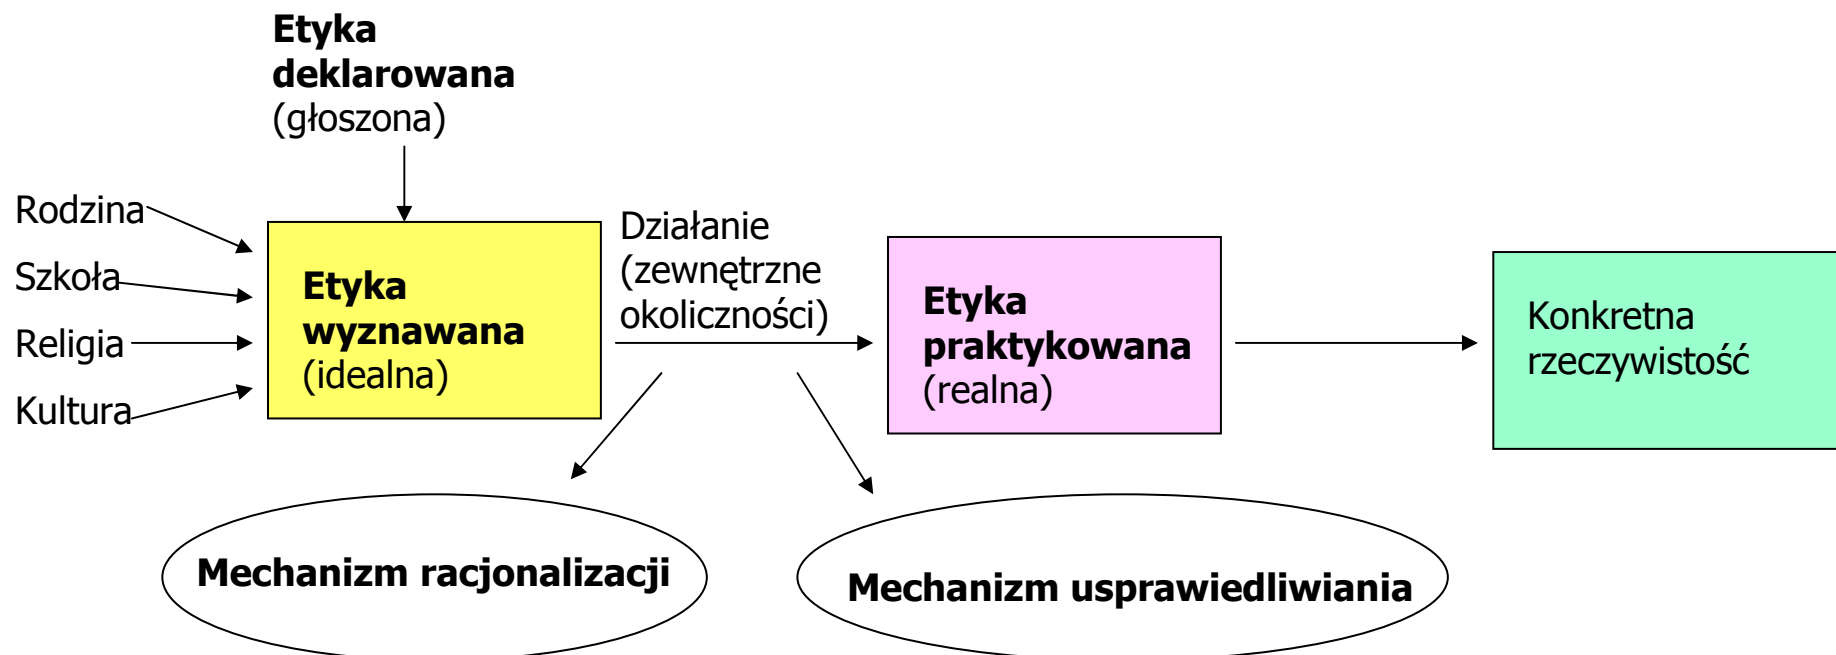 Etyka
deklarowana
(głoszona)
Rodzina
Szkoła
Religia
Kultura
Etyka
wyznawana
(idealna)
Działanie
(zewnętrzne
okoliczności)
Etyka
praktykowana
(realna)
Konkretna
rzeczywistość
Mechanizm racjonalizacji
Mechanizm usprawiedliwiania